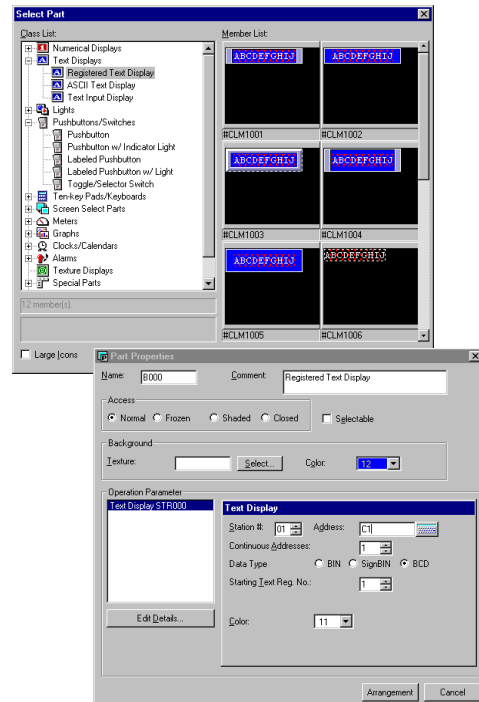 Select Part
Class List:
Member List:
Numerical Displays
Text Displays
Registered Text Display
ASCII Text Display
Text Input Display
Lights
Pushbuttons/Switches
Pushbutton
Pushbutton w/ Indicator Light
Labeled Pushbutton
Labeled Pushbutton w/ Light
Toggle/Selector Switch
Ten-key Pads/Keyboards
Screen Select Parts
Meters
Graphs
Clocks/Calendars
Alarms
Texture Displays
Special Parts
ABCDEFGHIJ ABCDEFGHIJ
#CLM1001 #CLM1002
ABCDEFGHIJ ABCDEFGHIJ
#CLM1003 #CLM1004
ABCDEFGHIJ ABCDEFGHIJ
#CLM1005 #CLM1006
12 member(s).
Large Icons
Part Properties
Name: B000 Comment: Registered Text Display
Access
Normal Frozen Shaded Closed Selectable
Background
Texture: Select... Color: 12
Operation Parameter
Text Display STR000
Text Display
Station #: 01 Address: C1
Continuous Addresses: 1
Data Type BIN SignBIN BCD
Starting Text Reg. No.: 1
Edit Details...
Color: 11
Arrangement Cancel